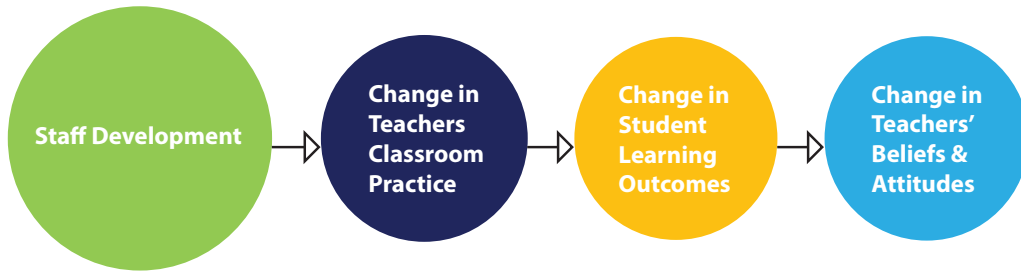 Staff Development
Change in
Teachers
Classroom
Practice
Change in
Student
Learning
Outcomes
Change in
Teachers’
Beliefs &
Attitudes